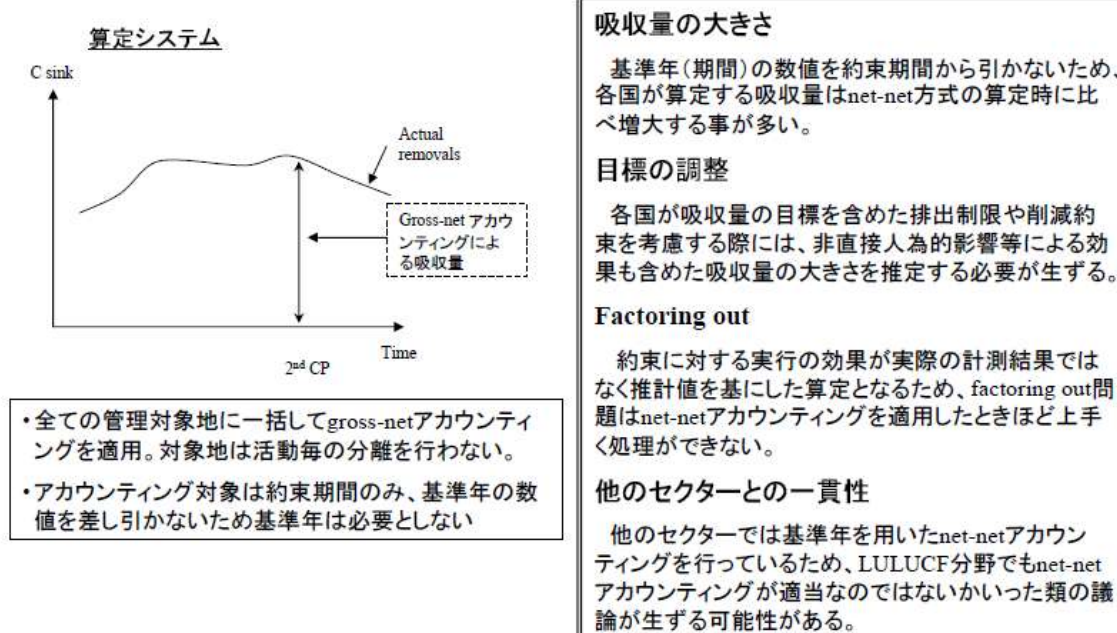 算定システム
C sink
Actual
removals
Gross-net アカウ
ンティングによ
る吸収量
Time
2nd CP
・全ての管理対象地に一括してgross-netアカウンティ
ングを適用。対象地は活動毎の分離を行わない。
・アカウンティング対象は約束期間のみ、基準年の数
値を差し引かないため基準年は必要としない
吸収量の大きさ
基準年(期間)の数値を約束期間から引かないため、
各国が算定する吸収量はnet-net方式の算定時に比
べ増大する事が多い。
目標の調整
各国が吸収量の目標を含めた排出制限や削減約
束を考慮する際には、非直接人為的影響等による効
果も含めた吸収量の大きさを推定する必要が生ずる。
Factoring out
約束に対する実行の効果が実際の計測結果では
なく推計値を基にした算定となるため、factoring out問
題はnet-netアカウンティングを適用したときほど上手
く処理ができない。
他のセクターとの一貫性
他のセクターでは基準年を用いたnet-netアカウン
ティングを行っているため、LULUCF分野でもnet-net
アカウンティングが適当なのではないかいった類の議
論が生ずる可能性がある。